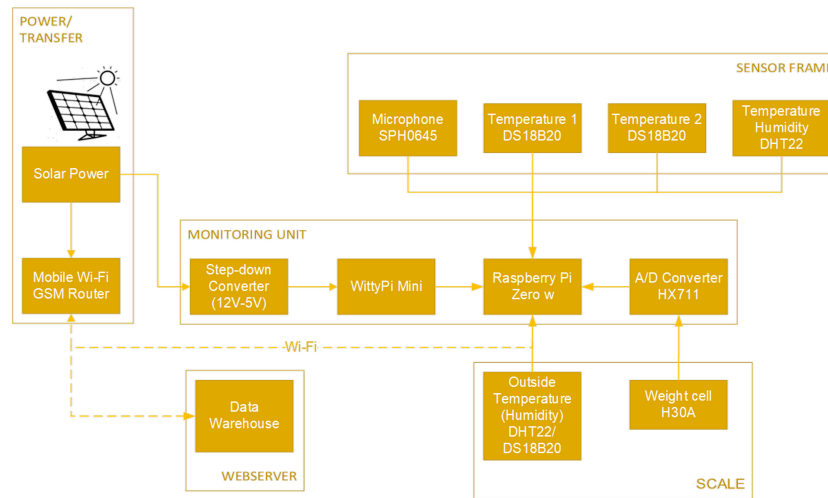 POWER/
TRANSFER
Solar Power
Mobile Wi-Fi
GSM Router
SENSOR FRAME
Microphone
SPH0645
Temperature 1
DS18B20
Temperature 2
DS18B20
Temperature
Humidity
DHT22
MONITORING UNIT
Step-down
Converter
(12V-5V)
WittyPi Mini
Raspberry Pi
Zero w
A/D Converter
HX711
Wi-Fi
Data
Warehouse
WEBSERVER
Outside
Temperature
(Humidity)
DHT22/
DS18B20
Weight cell
H30A
SCALE